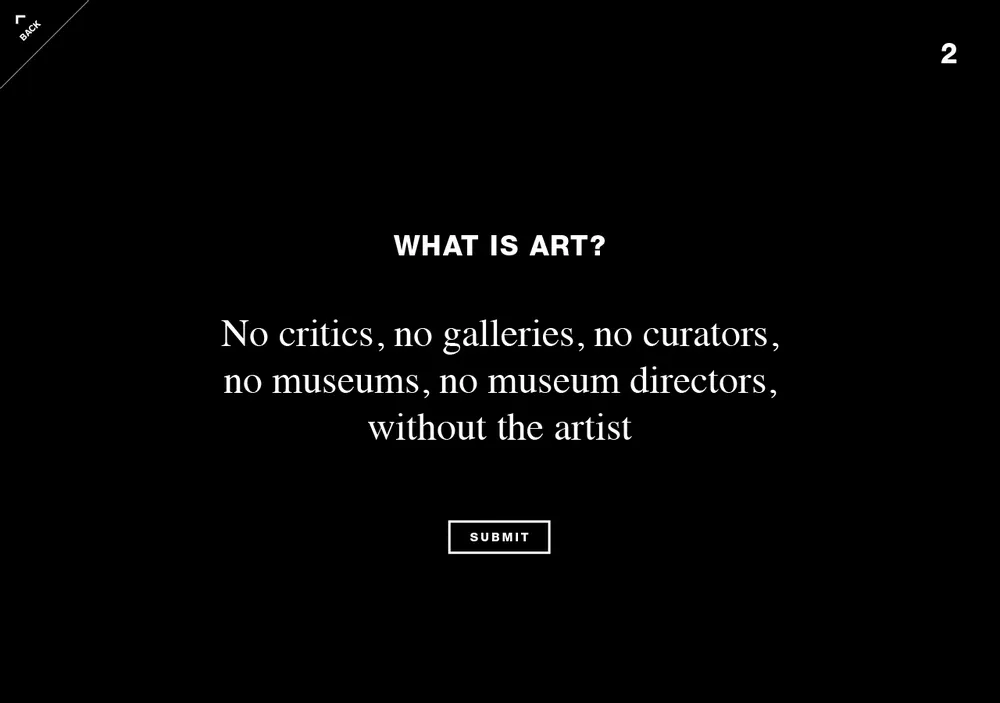 BACK
2
WHAT IS ART?
No critics, no galleries, no curators,
no museums, no museum directors,
without the artist
SUBMIT